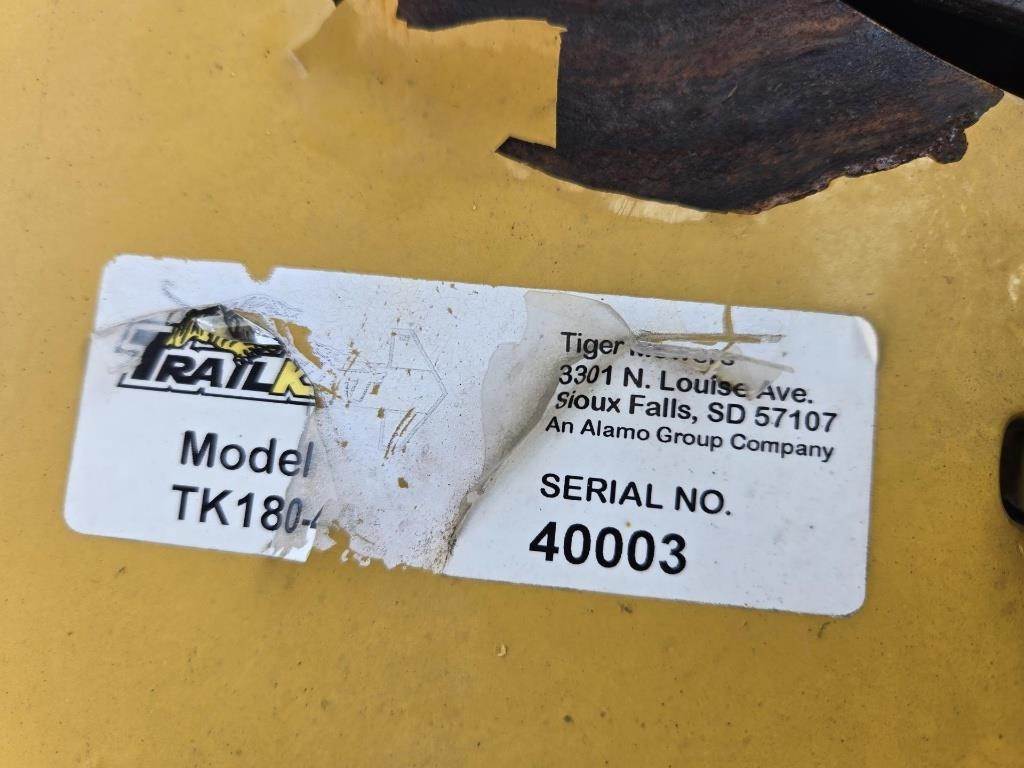 TRAILK
Model
TK180-
Tiger
3301 N. Louise Ave.
Sioux Falls, SD 57107
An Alamo Group Company
SERIAL NO.
40003